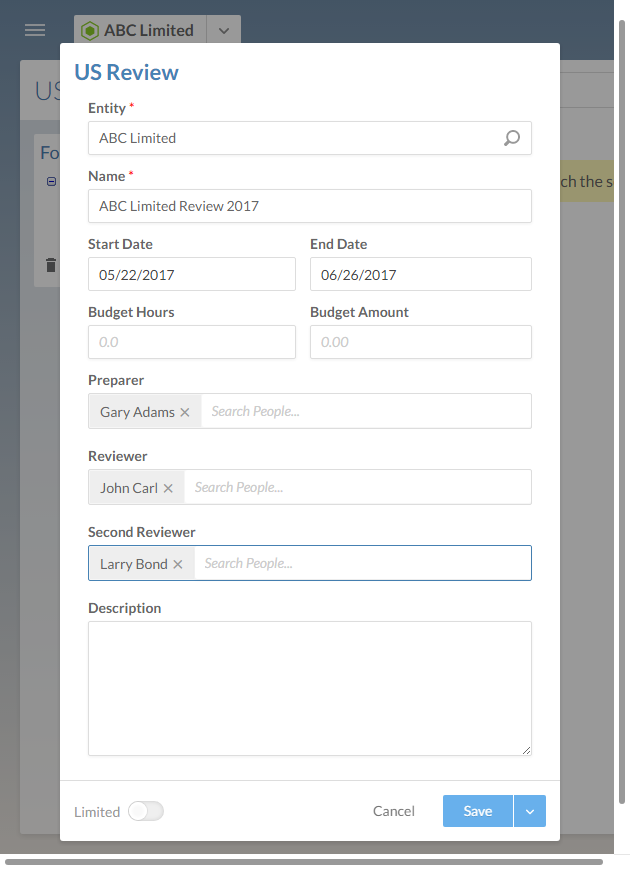 ABC Limited
US
US Review
Entity *
ABC Limited
Name *
ABC Limited Review 2017
Start Date
End Date
05/22/2017
06/26/2017
Budget Hours
Budget Amount
0.0
0.00
Preparer
Gary Adams
Search People...
Reviewer
John Carl
Search People...
Second Reviewer
Larry Bond
Search People...
Description
Limited
Cancel
Save
Fo
ch the s